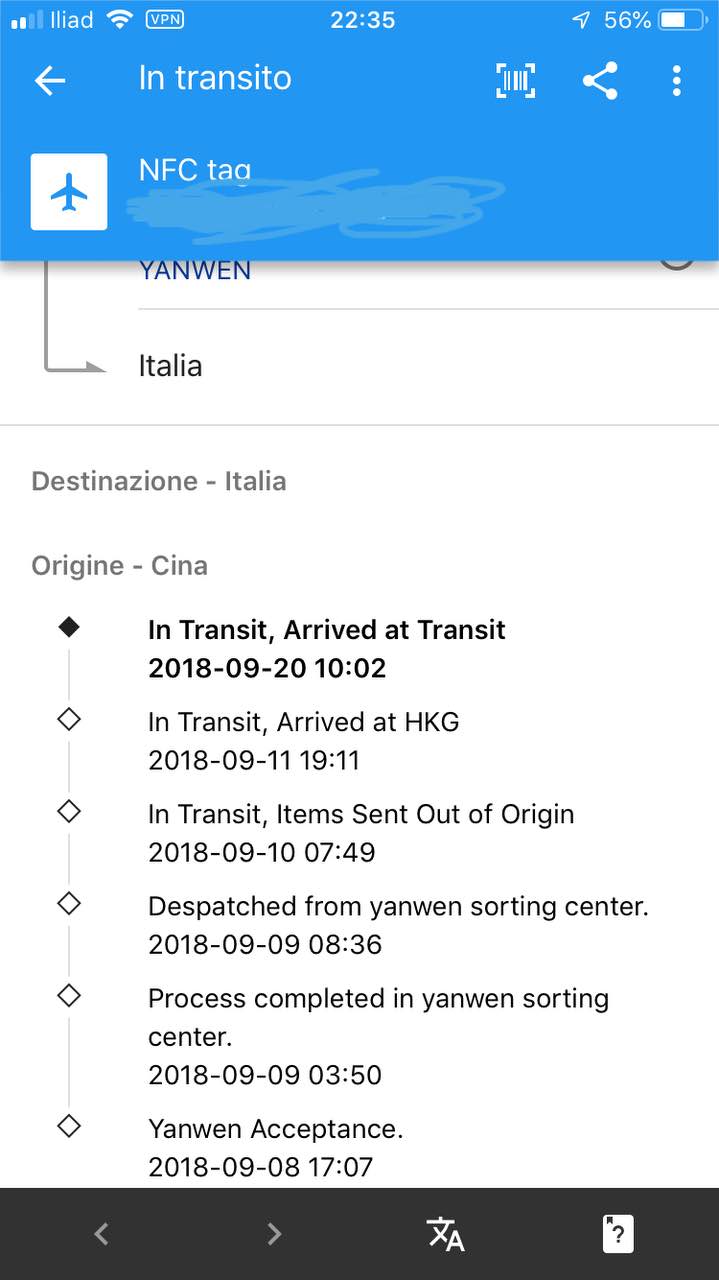 Iliad VPN 22:35 56%
In transito
NFC tag
YANWEN
Italia
Destinazione - Italia
Origine - Cina
In Transit, Arrived at Transit
2018-09-20 10:02
In Transit, Arrived at HKG
2018-09-11 19:11
In Transit, Items Sent Out of Origin
2018-09-10 07:49
Despatched from yanwen sorting center.
2018-09-09 08:36
Process completed in yanwen sorting
center.
2018-09-09 03:50
Yanwen Acceptance.
2018-09-08 17:07